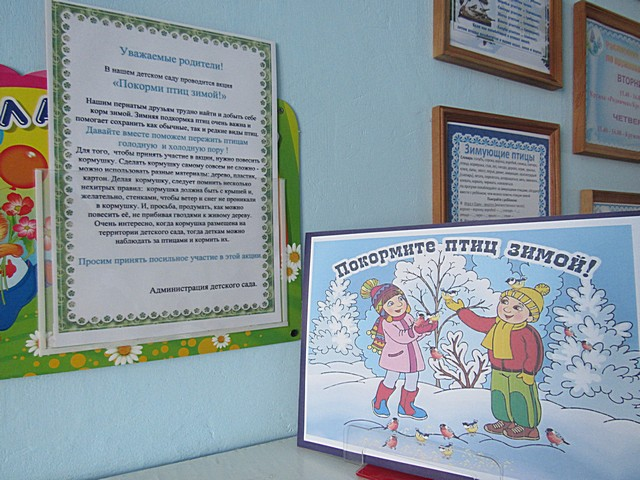 Уважаемые родители!
В нашем детском саду проводится акция
«Покорми птиц зимой!»
Нашим пернатым друзьям трудно найти и добыть себе
корм зимой. Зимняя подкормка птиц очень важна и
помогает сохранить как обычные, так и редкие виды птиц.
Давайте вместе поможем пережить птицам
голодную и холодную пору !
Для того, чтобы принять участие в акции, нужно повесить
кормушку. Сделать кормушку самому совсем не сложно -
можно использовать разные материалы: дерево, пластик,
картон. Делая кормушку, следует помнить несколько
нехитрых правил: кормушка должна быть с крышей и,
желательно, стенками, чтобы ветер и снег не проникали
в кормушку. И, просьба, продумать, как можно
повесить её, не прибивая гвоздями к живому дереву.
Очень интересно, когда кормушка размещена на
территории детского сада, тогда деткам можно
наблюдать за птицами и кормить их.
Просим принять посильное участие в этой акции
Администрация детского сада.
Зимующие птицы
ВТОРНИ
ЧЕТВЕ
Покормите птиц зимой!